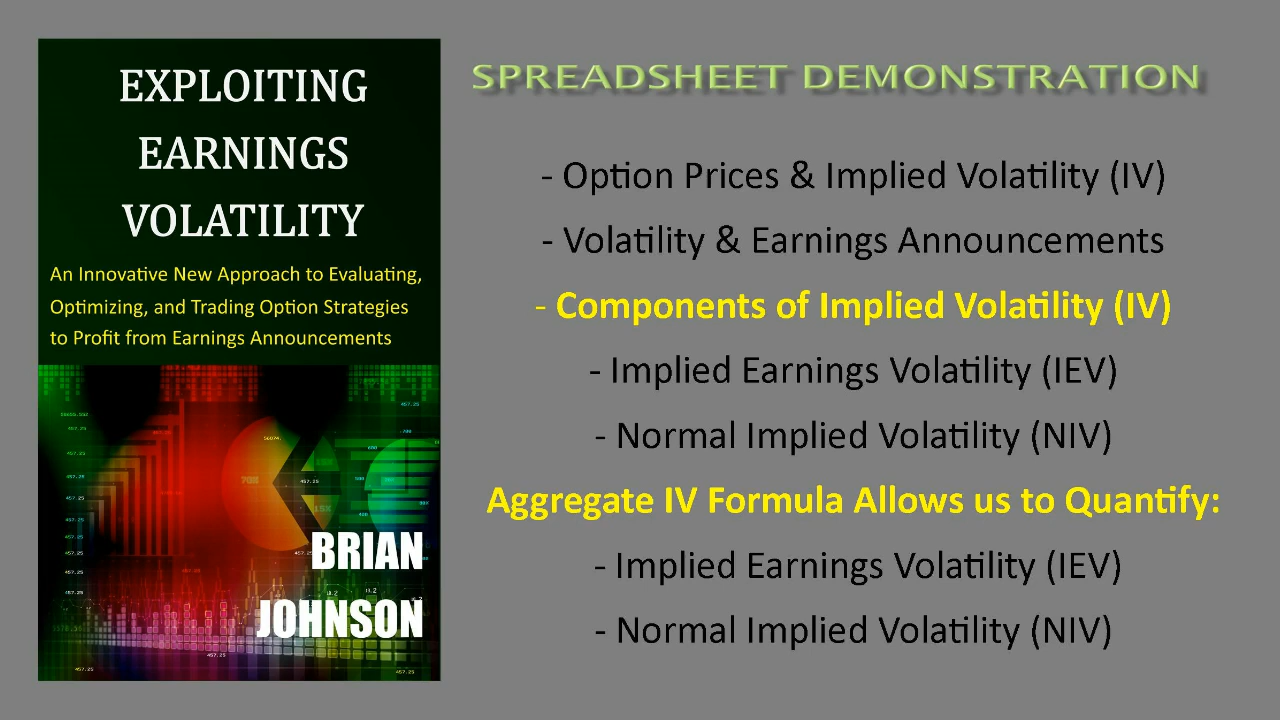 EXPLOITING
EARNINGS
VOLATILITY
An Innovative New Approach to Evaluating,
Optimizing, and Trading Option Strategies
to Profit from Earnings Announcements
BRIAN
JOHNSON
SPREADSHEET DEMONSTRATION
- Option Prices & Implied Volatility (IV)
- Volatility & Earnings Announcements
- Components of Implied Volatility (IV)
- Implied Earnings Volatility (IEV)
- Normal Implied Volatility (NIV)
Aggregate IV Formula Allows us to Quantify:
- Implied Earnings Volatility (IEV)
- Normal Implied Volatility (NIV)